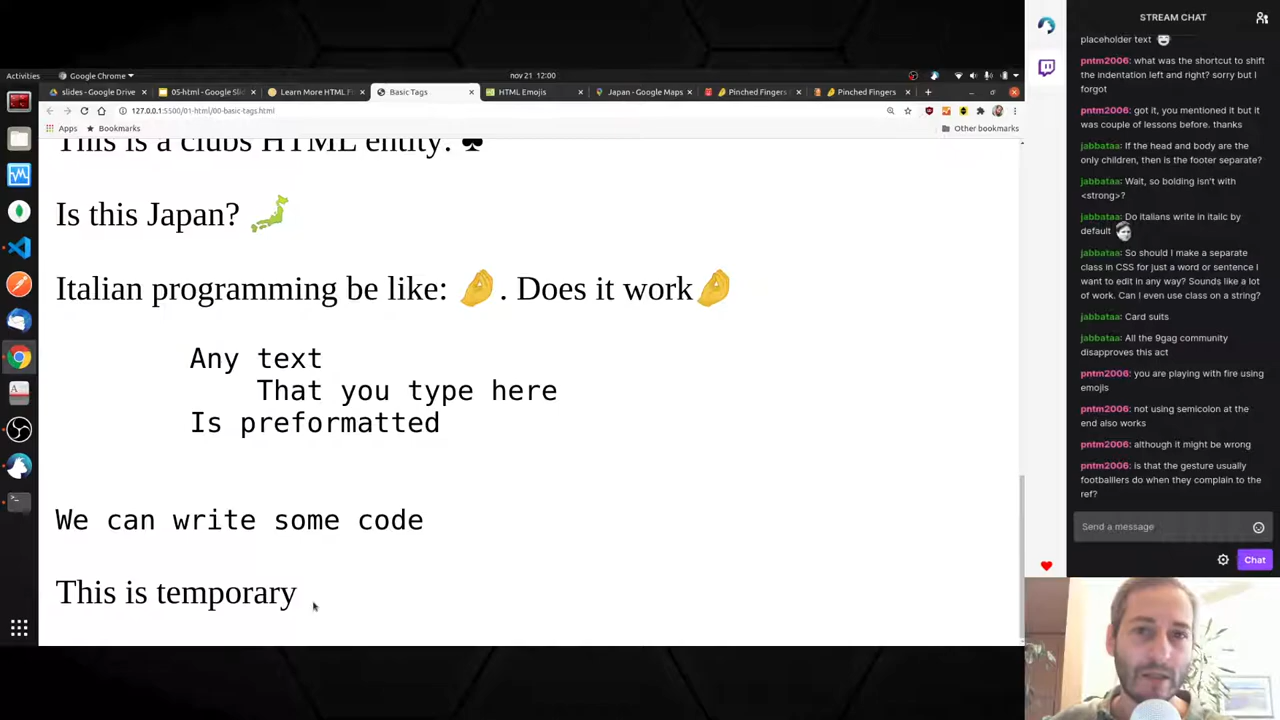 STREAM CHAT
placeholder text
pntm2006: what was the shortcut to shift
the indentation left and right? sorry but I
forgot
pntm2006: got it, you mentioned it but it
was couple of lessons before. thanks
jabbataa: If the head and body are the
only children, then is the footer separate?
jabbataa: Wait, so bolding isn't with
<strong>?
jabbataa: Do italians write in itailc by
default
jabbataa: So should I make a separate
class in CSS for just a word or sentence I
want to edit in any way? Sounds like a lot
of work. Can I even use class on a string?
jabbataa: Card suits
jabbataa: All the 9gag community
disapproves this act
pntm2006: you are playing with fire using
emojis
pntm2006: not using semicolon at the
end also works
pntm2006: although it might be wrong
pntm2006: is that the gesture usually
footballlers do when they complain to the
ref?
Send a message
Chat
Activities
Google Chrome
nov 21 12:00
slides - Google Drive
05-html - Google Sli
Learn More HTML F
Basic Tags
HTML Emojis
Japan - Google Maps
Pinched Fingers
Pinched Fingers
127.0.0.1:5500/01-html/00-basic-tags.html
Apps
Bookmarks
Other bookmarks
This is a clubs HTML entity: ♠
Is this Japan?
Italian programming be like: 🤌. Does it work🤌
Any text
That you type here
Is preformatted
We can write some code
This is temporary